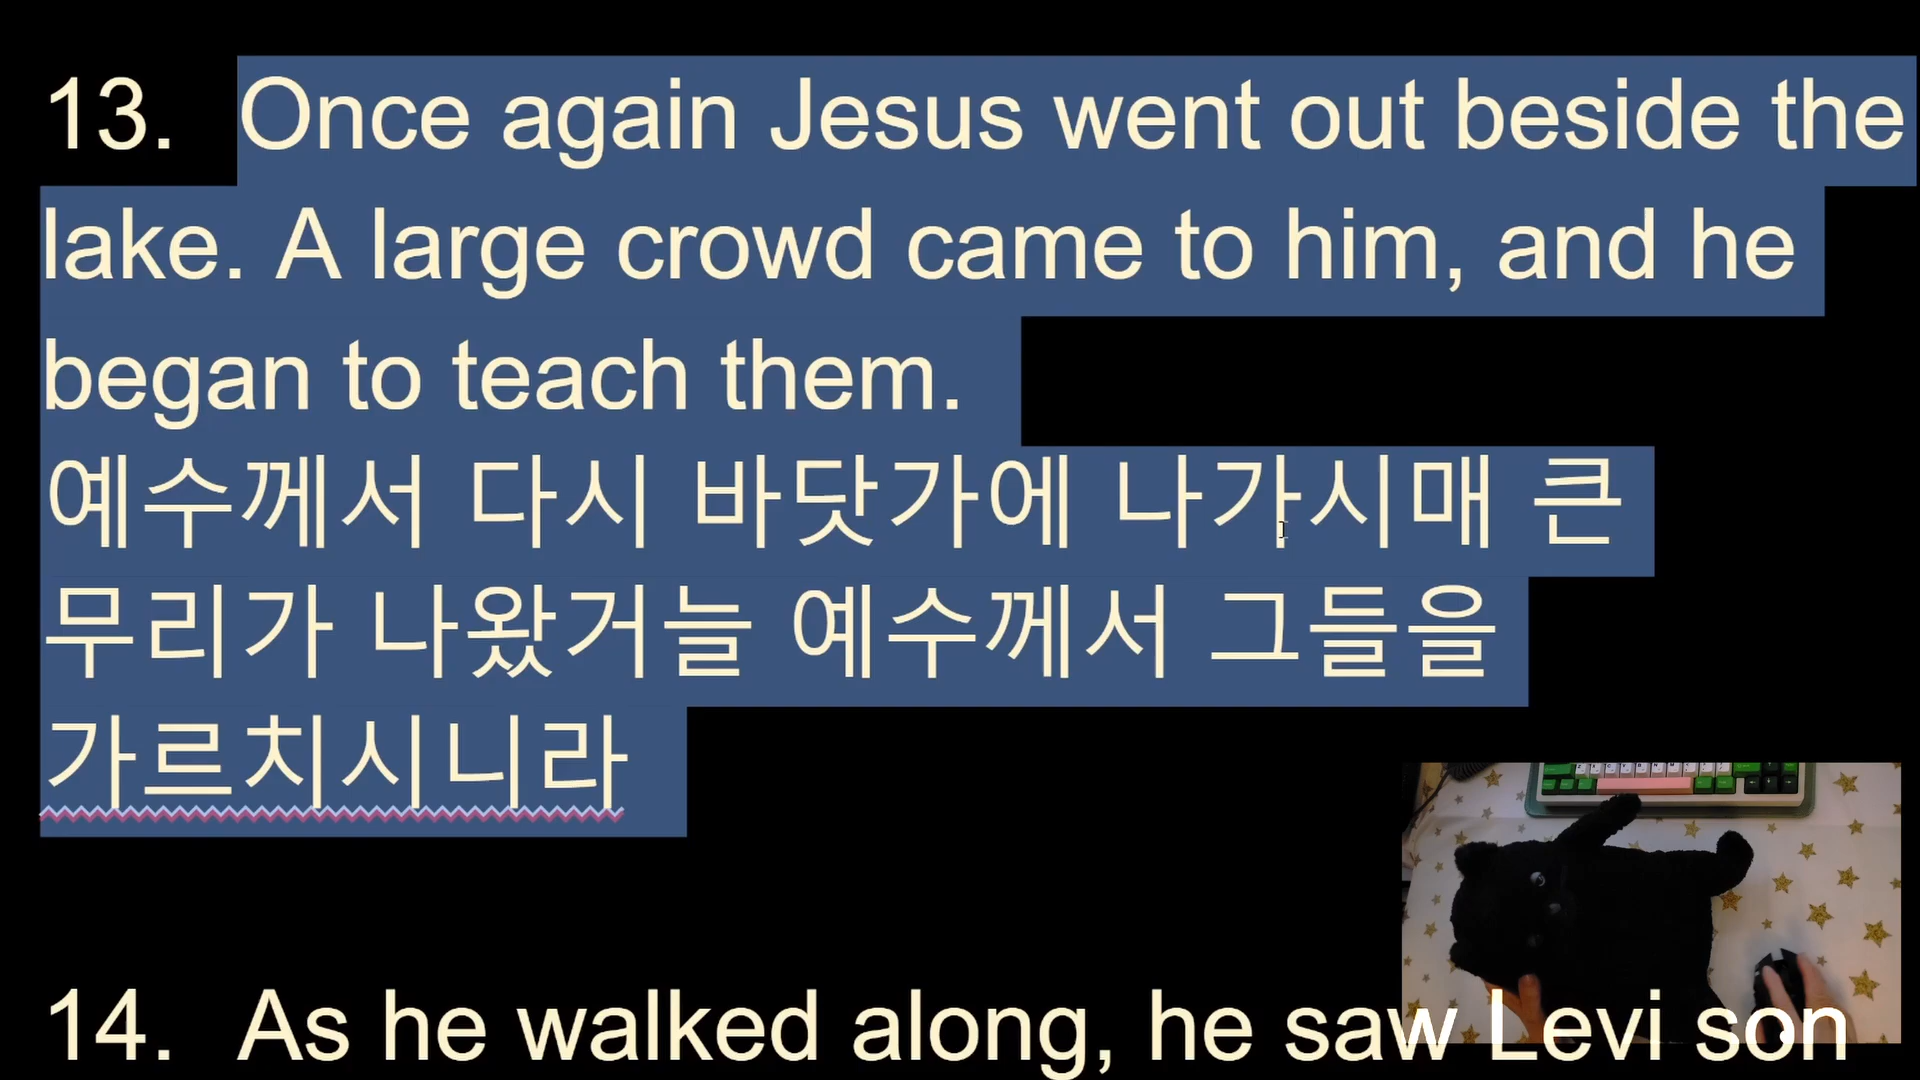 13. Once again Jesus went out beside the
lake. A large crowd came to him, and he
began to teach them.
예수께서 다시 바닷가에 나가시매 큰
무리가 나왔거늘 예수께서 그들을
가르치시니라
14. As he walked along, he saw Levi son